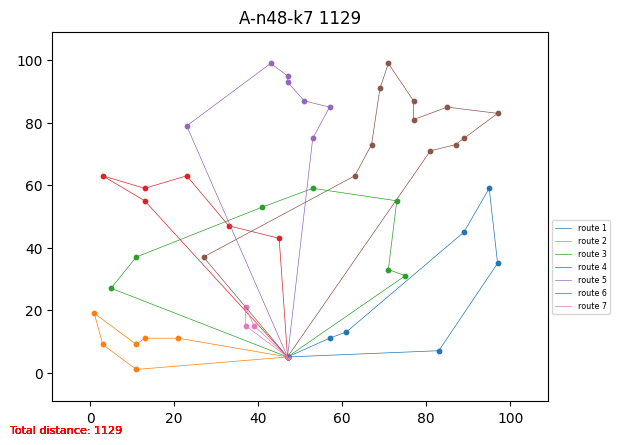 A-n48-k7 1129
100
80
60
40
20
0
0 20 40 60 80 100
route 1
route 2
route 3
route 4
route 5
route 6
route 7
Total distance: 1129